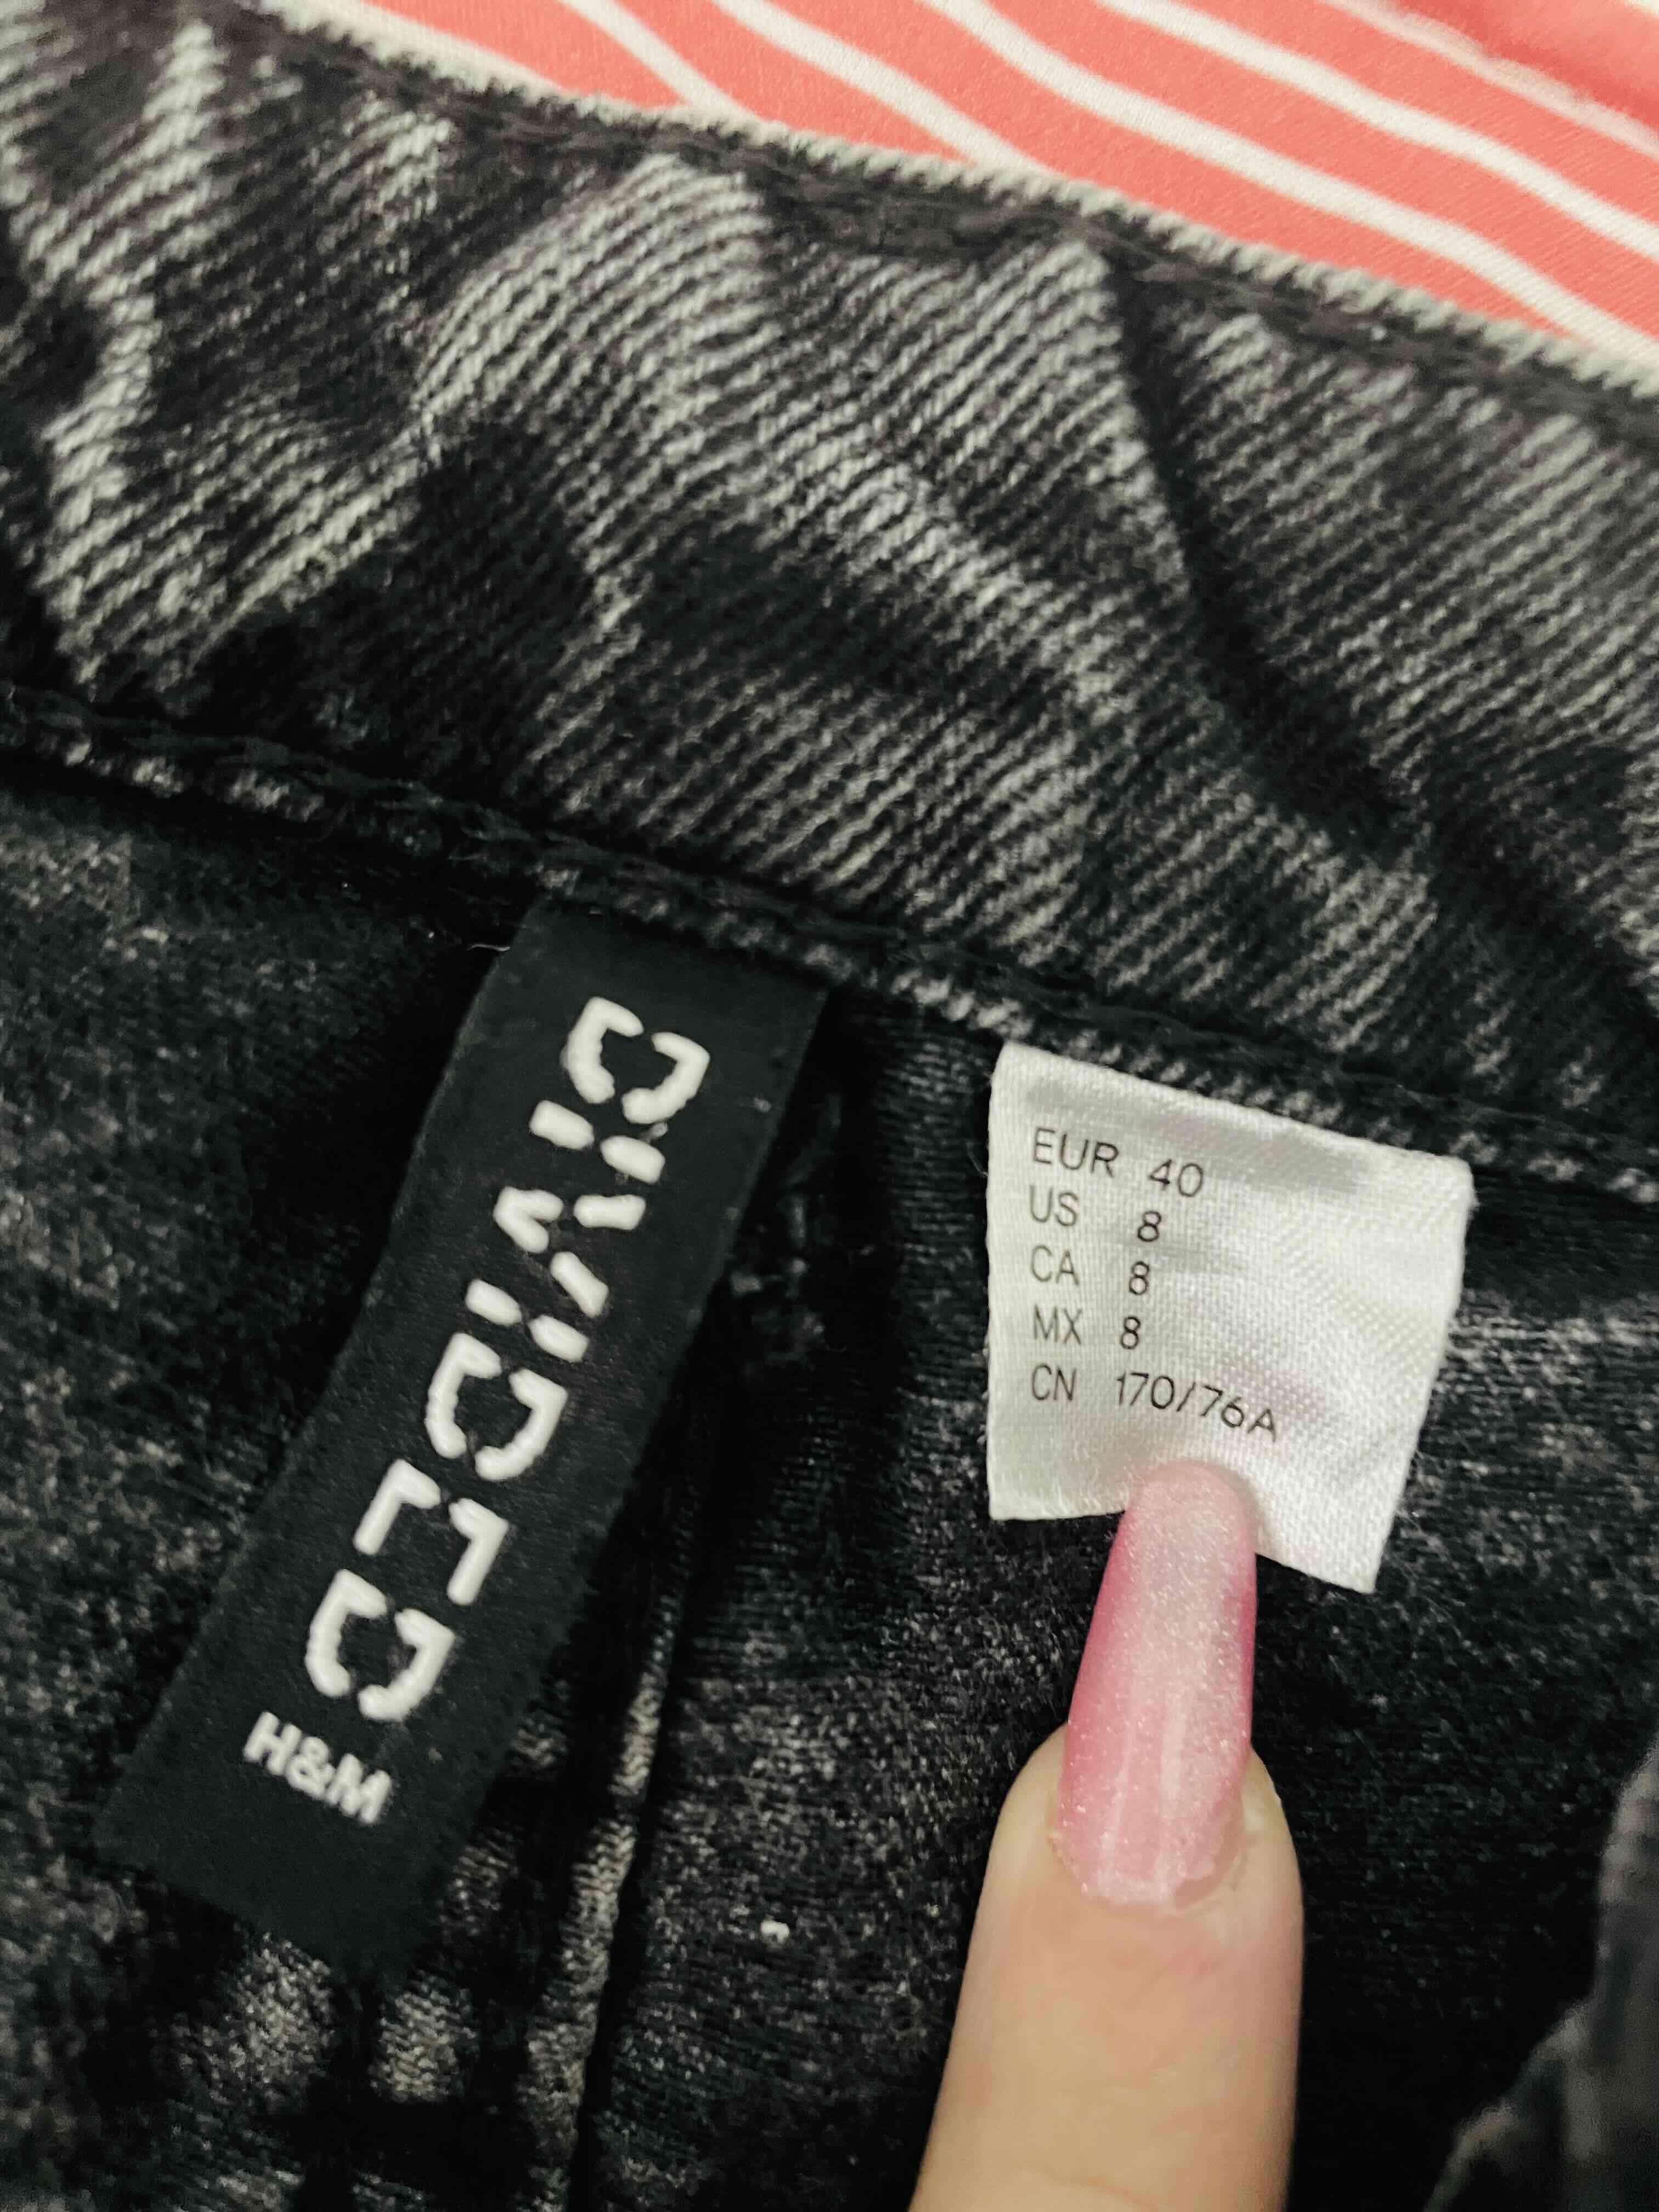 DIVIDED
H&M
EUR 40
US 8
CA 8
MX 8
CN 170/76A